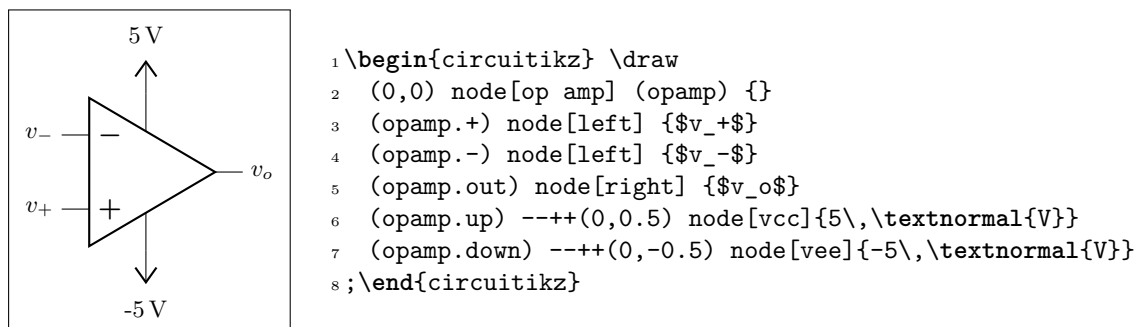 5 V
v−
−
v+
+
vo
-5 V
1 \begin{circuitikz} \draw
2 (0,0) node[op amp] (opamp) {}
3 (opamp.+) node[left] {$v_+$}
4 (opamp.-) node[left] {$v_-$}
5 (opamp.out) node[right] {$v_o$}
6 (opamp.up) --++(0,0.5) node[vcc]{5\,\textnormal{V}}
7 (opamp.down) --++(0,-0.5) node[vee]{-5\,\textnormal{V}}
8 ;\end{circuitikz}